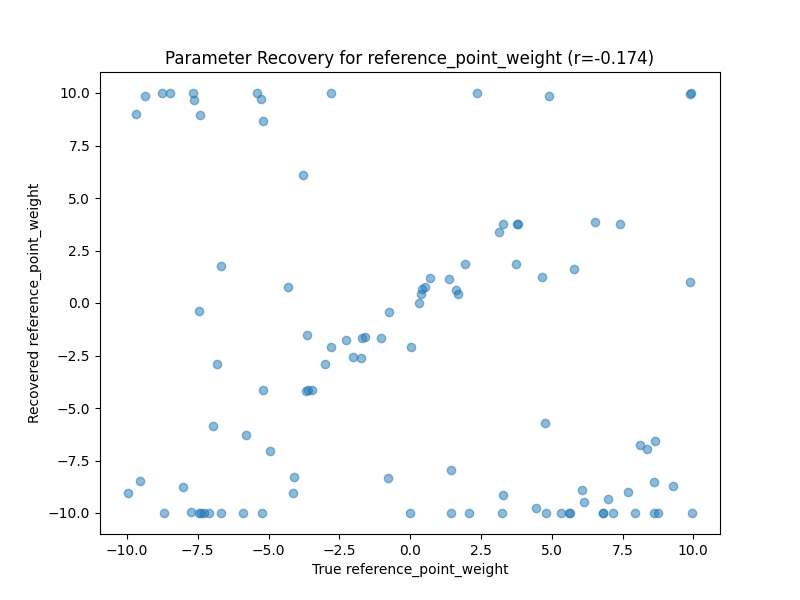 Parameter Recovery for reference_point_weight (r=-0.174)
10.0
7.5
5.0
2.5
0.0
−2.5
−5.0
−7.5
−10.0
Recovered reference_point_weight
−10.0 −7.5 −5.0 −2.5 0.0 2.5 5.0 7.5 10.0
True reference_point_weight